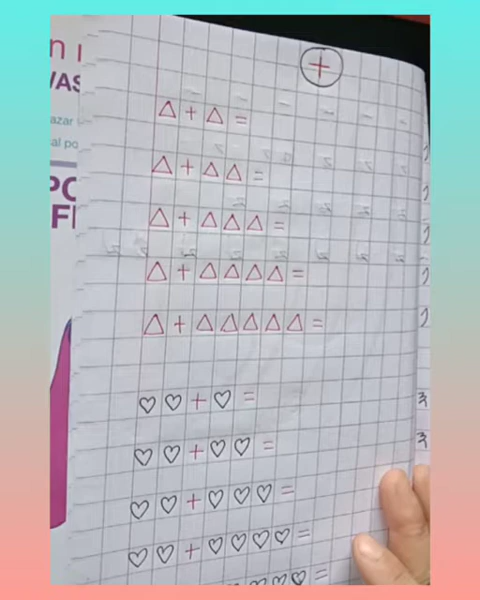 +
△ + △ =
△ + △ △ =
△ + △ △ △ =
△ + △ △ △ △ =
△ + △ △ △ △ △ =
♡ ♡ + ♡ =
♡ ♡ + ♡ ♡ =
♡ ♡ + ♡ ♡ ♡ =
♡ ♡ + ♡ ♡ ♡ ♡ =